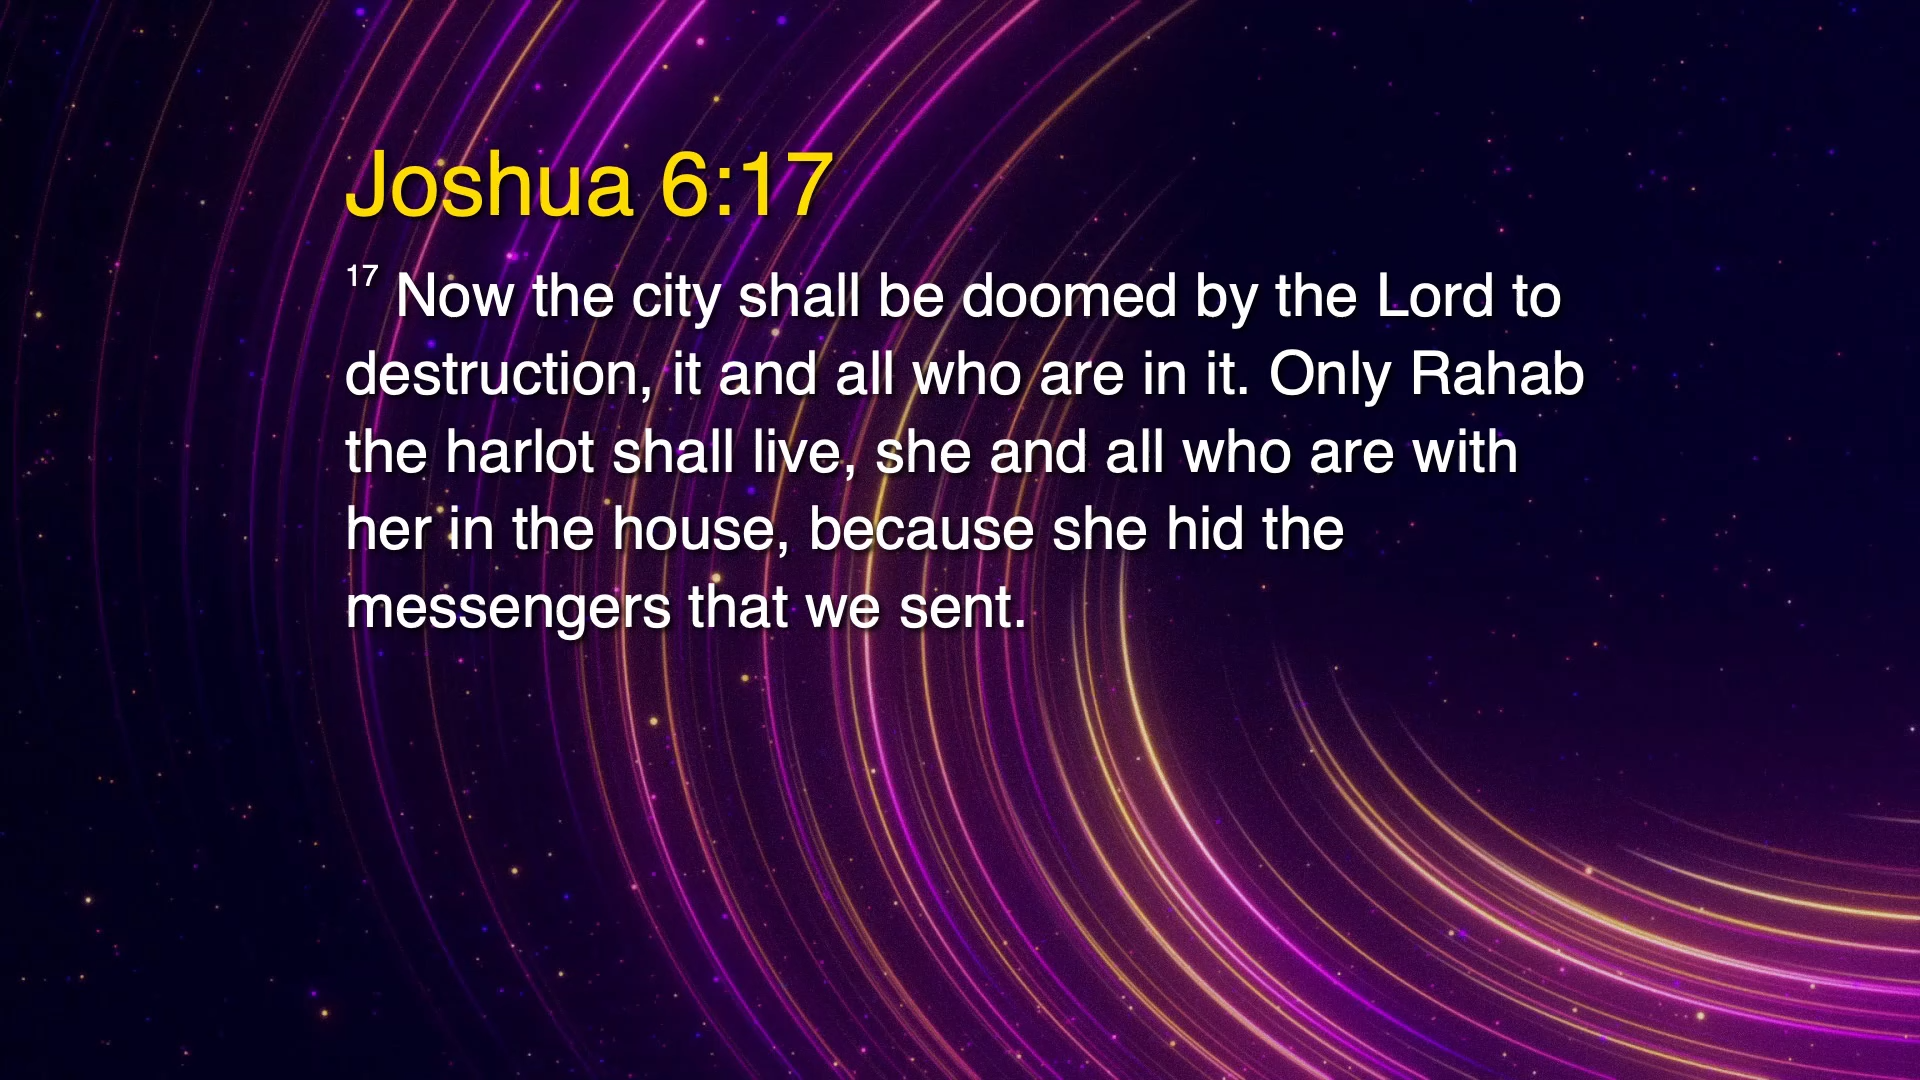 Joshua 6:17
17 Now the city shall be doomed by the Lord to
destruction, it and all who are in it. Only Rahab
the harlot shall live, she and all who are with
her in the house, because she hid the
messengers that we sent.